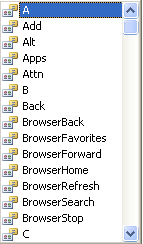 A
Add
Alt
Apps
Attn
B
Back
BrowserBack
BrowserFavorites
BrowserForward
BrowserHome
BrowserRefresh
BrowserSearch
BrowserStop
C